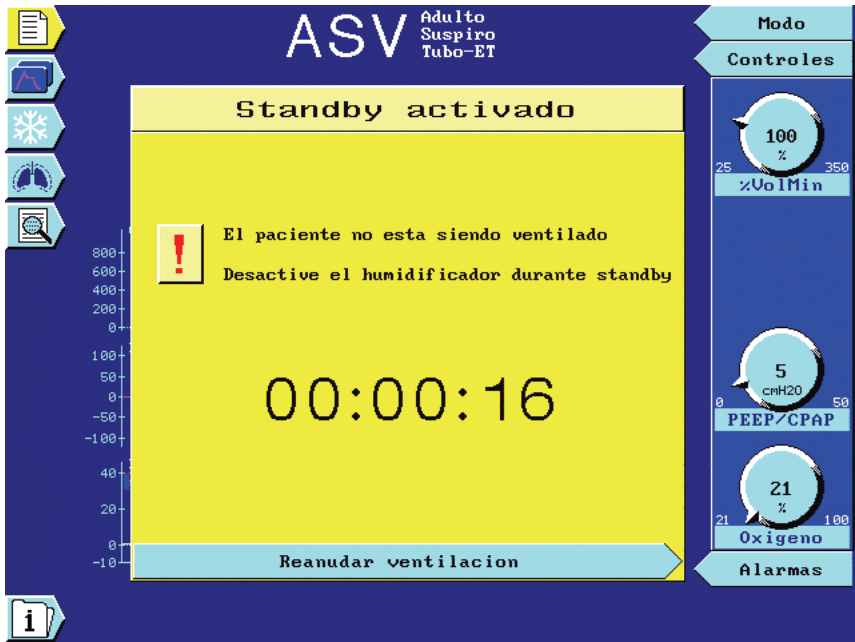 ASV
Adulto
Suspiro
Tubo-ET
Modo
Controles
Standby activado
100
%
25
350
%VolMin
!
El paciente no esta siendo ventilado
Desactive el humidificador durante standby
800
600
400
200
0
100
50
0
-50
-100
00:00:16
5
cmH2O
0
50
PEEP/CPAP
40
20
0
-10
21
%
21
100
Oxigeno
Reanudar ventilacion
Alarmas
i